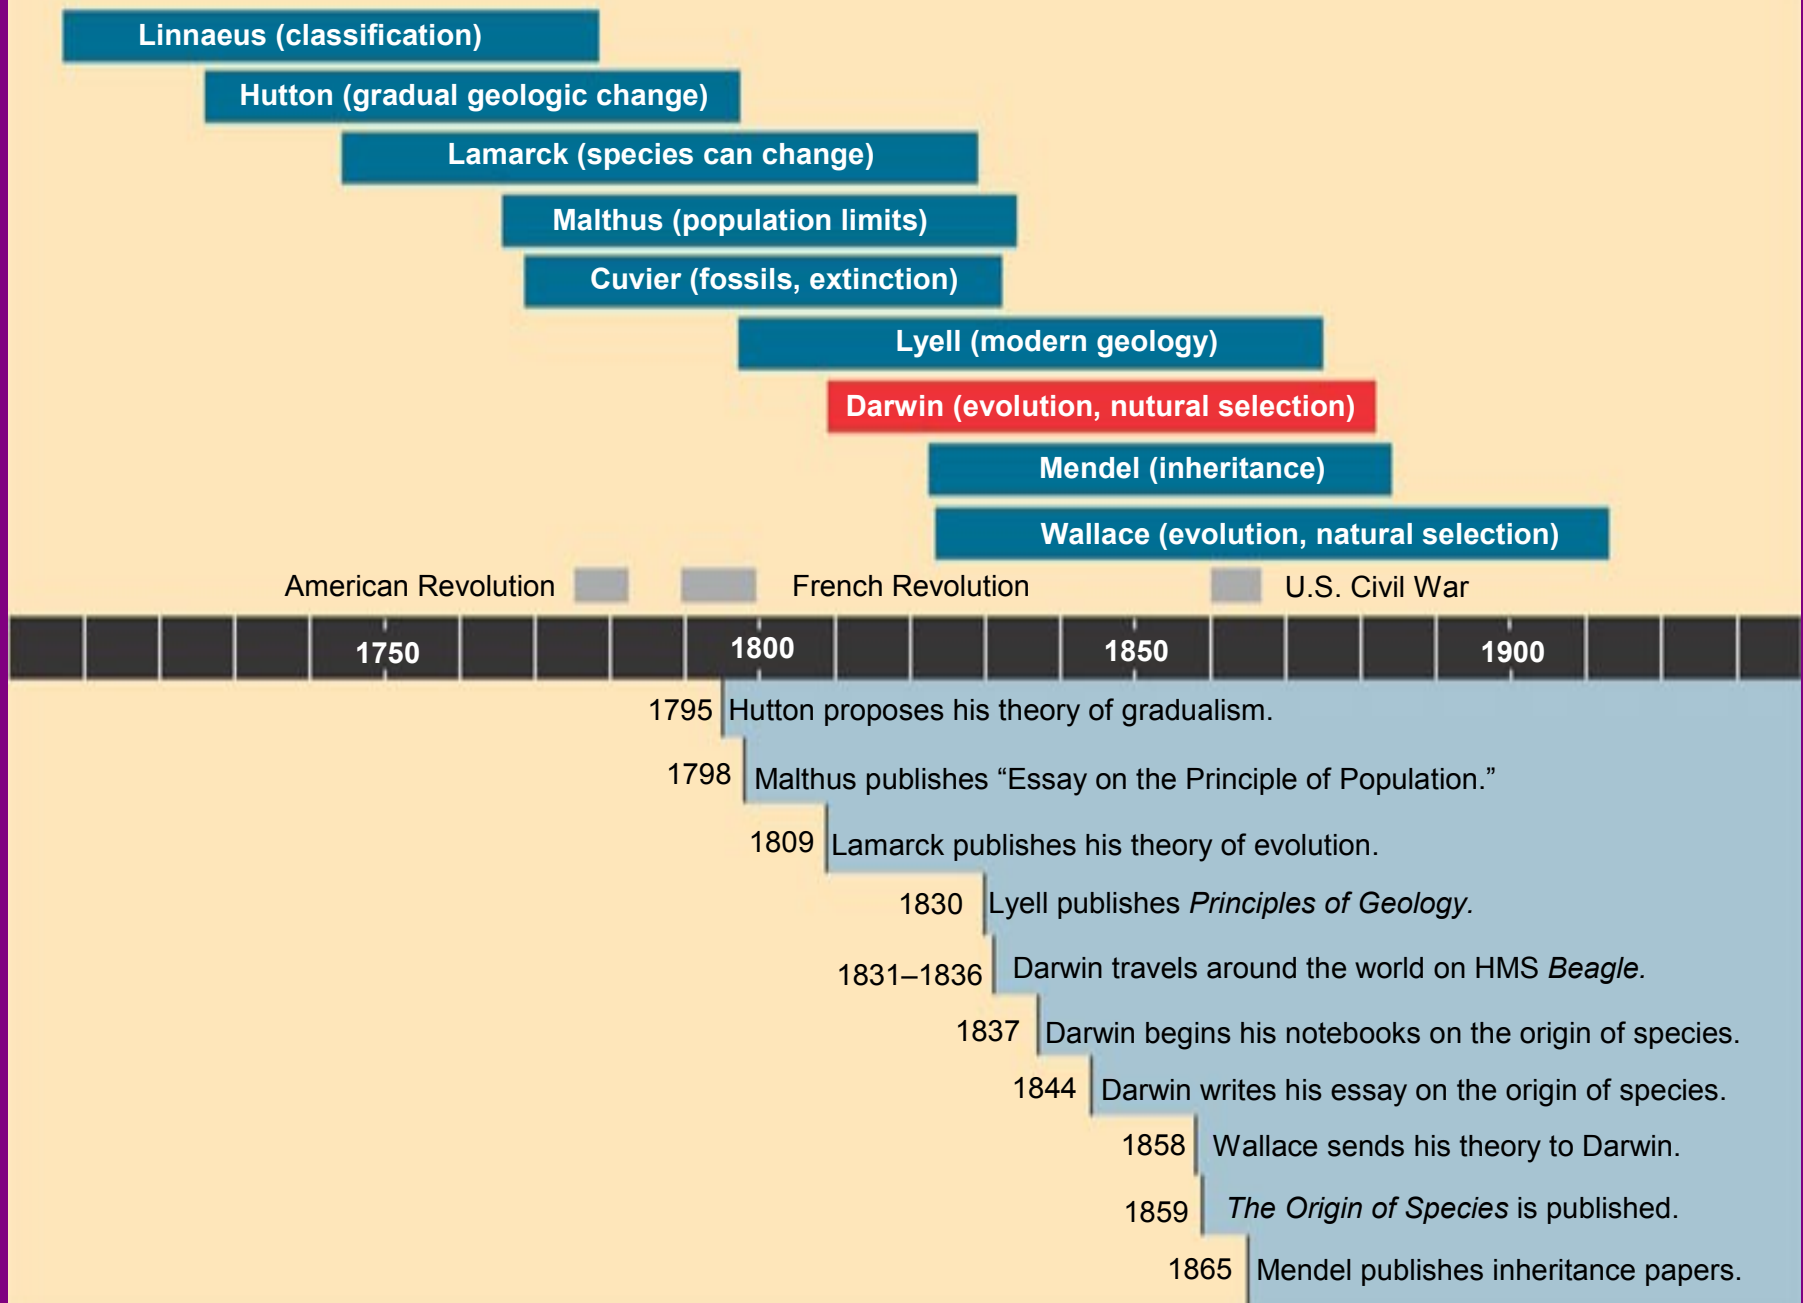 Linnaeus (classification)
Hutton (gradual geologic change)
Lamarck (species can change)
Malthus (population limits)
Cuvier (fossils, extinction)
Lyell (modern geology)
Darwin (evolution, nutural selection)
Mendel (inheritance)
Wallace (evolution, natural selection)
American Revolution French Revolution U.S. Civil War
1750 1800 1850 1900
1795 Hutton proposes his theory of gradualism.
1798 Malthus publishes “Essay on the Principle of Population.”
1809 Lamarck publishes his theory of evolution.
1830 Lyell publishes Principles of Geology.
1831–1836 Darwin travels around the world on HMS Beagle.
1837 Darwin begins his notebooks on the origin of species.
1844 Darwin writes his essay on the origin of species.
1858 Wallace sends his theory to Darwin.
1859 The Origin of Species is published.
1865 Mendel publishes inheritance papers.